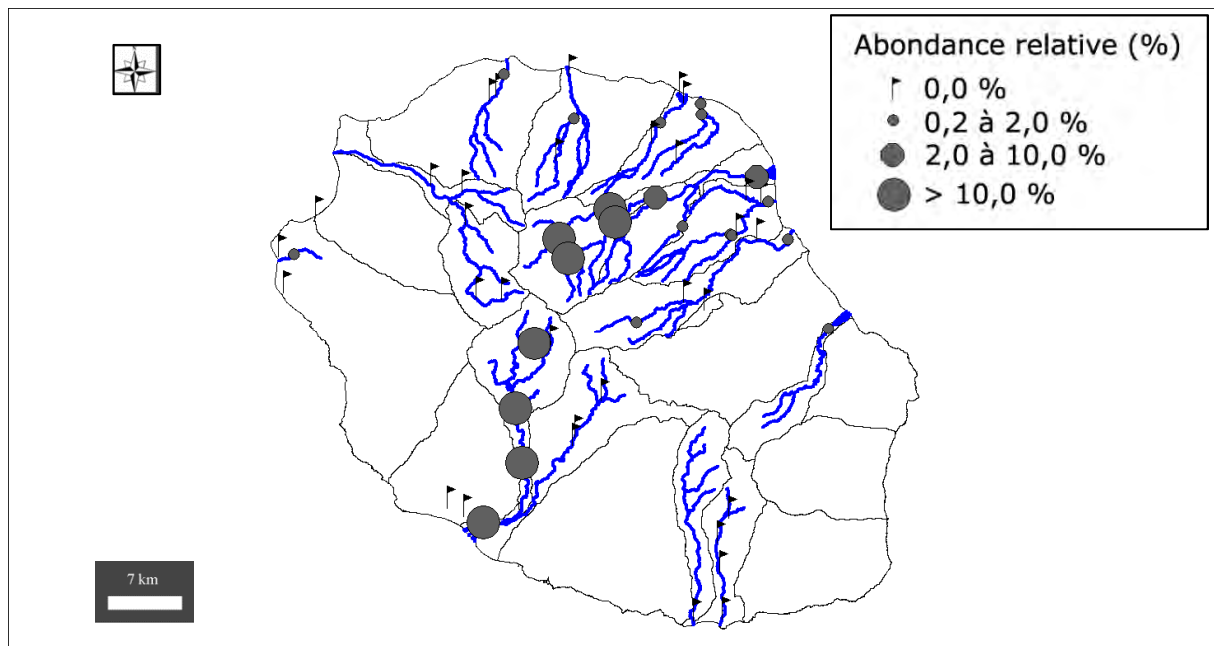 Abondance relative (%)
0,0 %
0,2 à 2,0 %
2,0 à 10,0 %
> 10,0 %
7 km